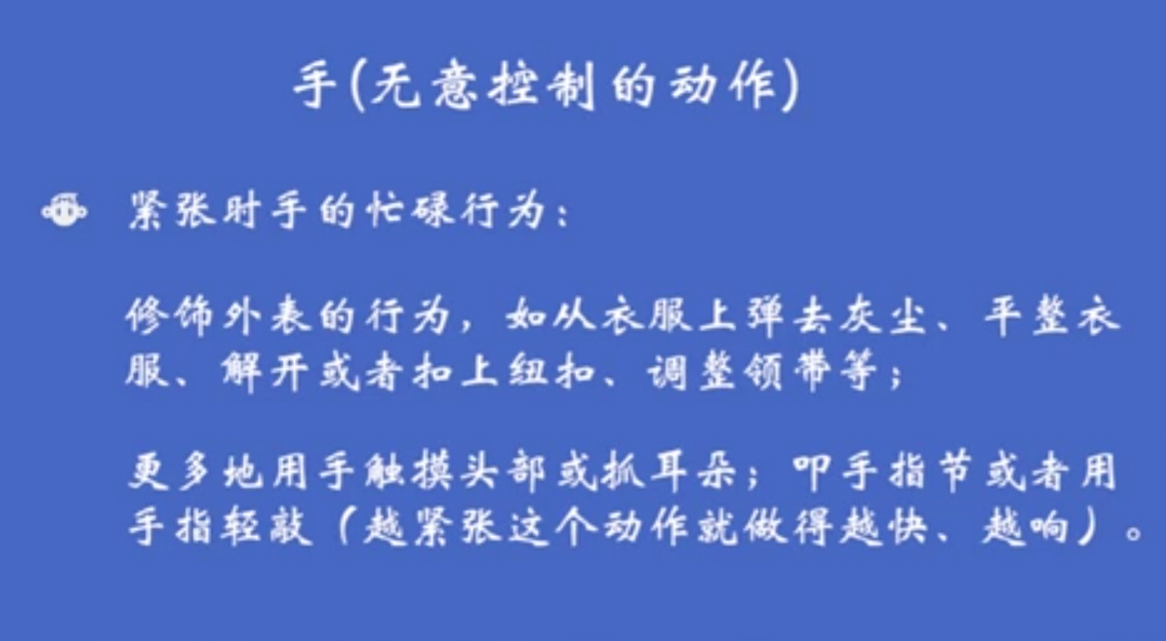 手(无意控制的动作)
紧张时手的忙碌行为：
修饰外表的行为，如从衣服上弹去灰尘、平整衣
服、解开或者扣上纽扣、调整领带等；
更多地用手触摸头部或抓耳朵；叩手指节或者用
手指轻敲（越紧张这个动作就做得越快、越响）。